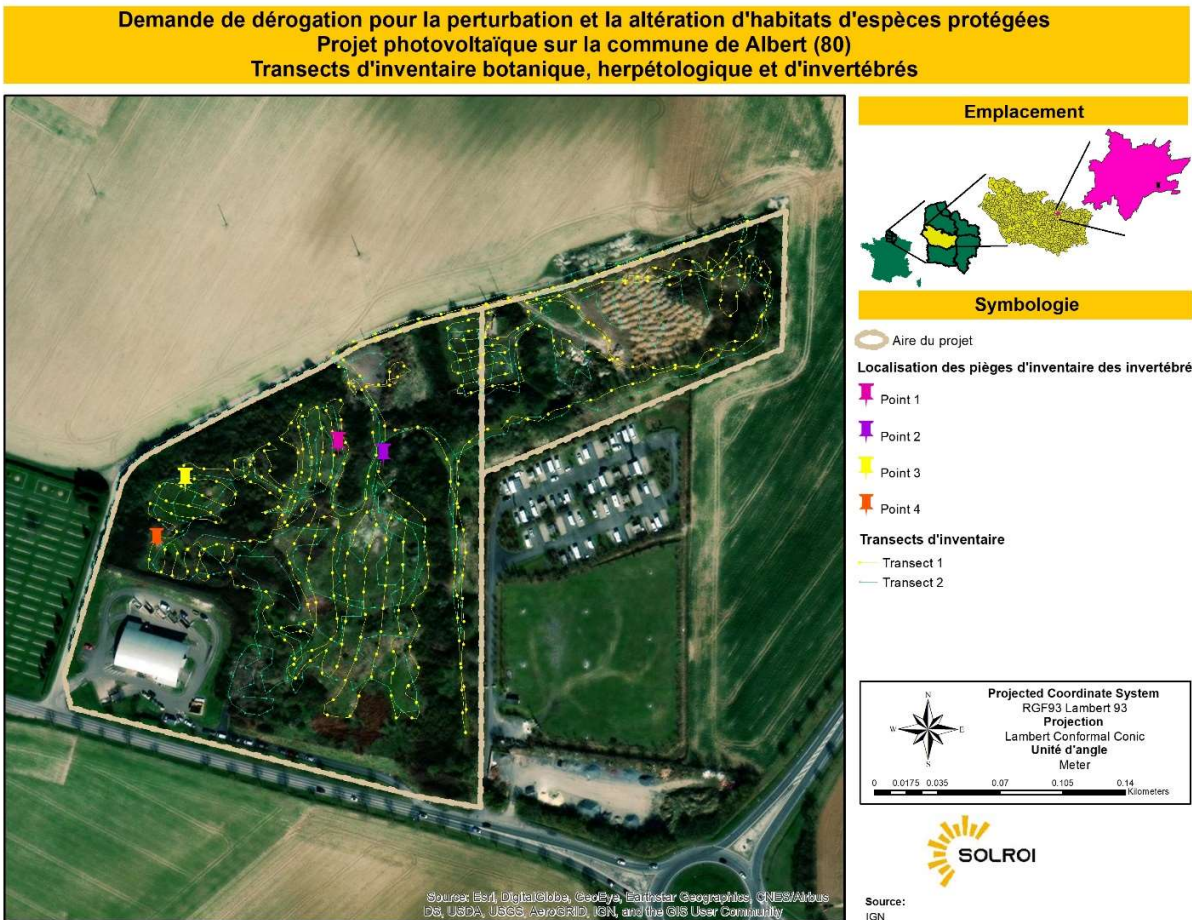 Demande de dérogation pour la perturbation et la altération d'habitats d'espèces protégées
Projet photovoltaïque sur la commune de Albert (80)
Transects d'inventaire botanique, herpétologique et d'invertébrés
Emplacement
Symbologie
Aire du projet
Localisation des pièges d'inventaire des invertébré
Point 1
Point 2
Point 3
Point 4
Transects d'inventaire
Transect 1
Transect 2
N
W
E
S
Projected Coordinate System
RGF93 Lambert 93
Projection
Lambert Conformal Conic
Unité d'angle
Meter
0 0.0175 0.035 0.07 0.105 0.14
Kilometers
SOLROI
Source:
IGN
Source: Esri, DigitalGlobe, GeoEye, Earthstar Geographics, CNES/Airbus
DS, USDA, USGS, AeroGRID, IGN, and the GIS User Community